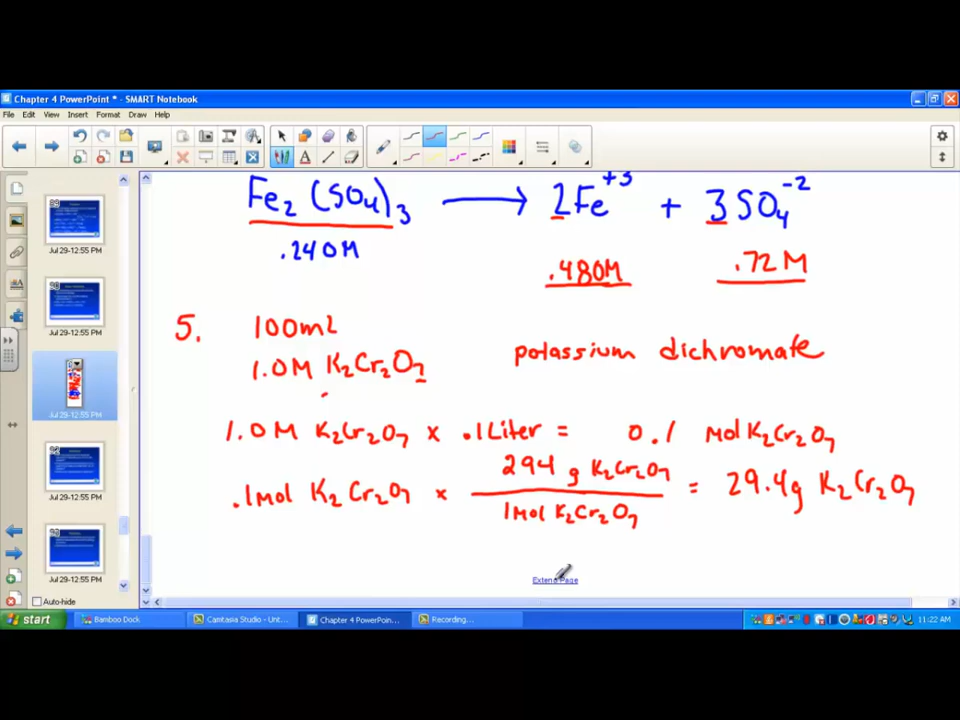 Chapter 4 PowerPoint * - SMART Notebook
File Edit View Insert Format Draw Help
Fe2 (SO4)3 → 2Fe+3 + 3SO4-2
.240M
.480M .72M
5. 100mL
1.0M K2Cr2O7 potassium dichromate
1.0M K2Cr2O7 x .1Liter = 0.1 Mol K2Cr2O7
.1mol K2Cr2O7 x 294 g K2Cr2O7 = 29.4g K2Cr2O7
1Mol K2Cr2O7
Extend Page
Jul 29-12:55 PM
Jul 29-12:55 PM
Jul 29-12:55 PM
Jul 29-12:55 PM
Jul 29-12:55 PM
Auto-hide
start Bamboo Dock Camtasia Studio - Unt... Chapter 4 PowerPoin... Recording... 11:22 AM